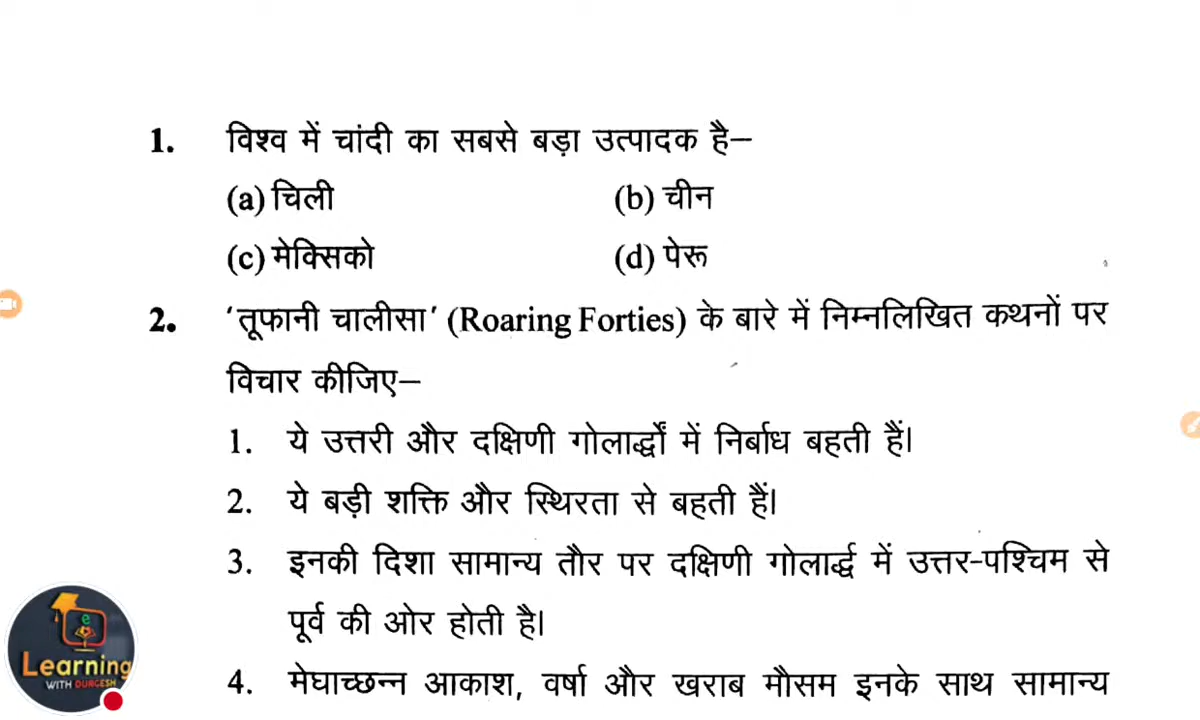 1. विश्व में चांदी का सबसे बड़ा उत्पादक है–
(a) चिली (b) चीन
(c) मेक्सिको (d) पेरू
2. 'तूफानी चालीसा' (Roaring Forties) के बारे में निम्नलिखित कथनों पर
विचार कीजिए–
1. ये उत्तरी और दक्षिणी गोलार्द्धों में निर्बाध बहती हैं।
2. ये बड़ी शक्ति और स्थिरता से बहती हैं।
3. इनकी दिशा सामान्य तौर पर दक्षिणी गोलार्द्ध में उत्तर-पश्चिम से
पूर्व की ओर होती है।
4. मेघाच्छन्न आकाश, वर्षा और खराब मौसम इनके साथ सामान्य
e
Learning
WITH DURGESH